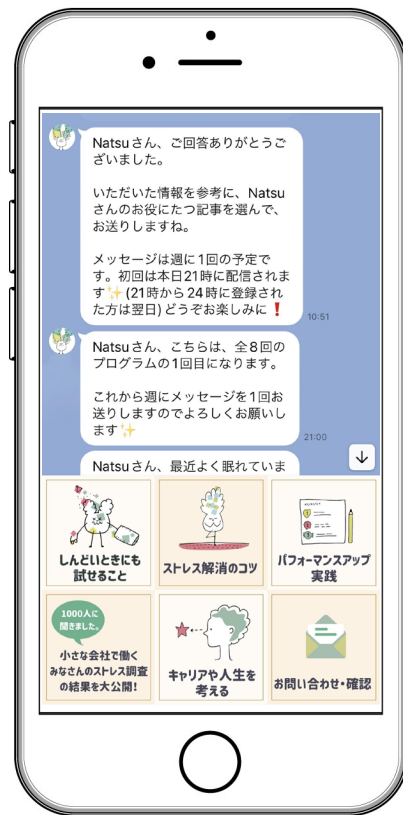 Natsuさん、ご回答ありがとうご
ざいました。
いただいた情報を参考に、Natsu
さんのお役にたつ記事を選んで、
お送りしますね。
メッセージは週に1回の予定で
す。初回は本日21時に配信されま
す✨(21時から24時に登録され
た方は翌日)どうぞお楽しみに❗
10:51
Natsuさん、こちらは、全8回の
プログラムの1回目になります。
これから週にメッセージを1回お
送りしますのでよろしくお願いし
ます✨
21:00
Natsuさん、最近よく眠れていま
しんどいときにも
試せること
ストレス解消のコツ
パフォーマンスアップ
実践
1000人に
聞きました。
小さな会社で働く
みなさんのストレス調査
の結果を大公開!
キャリアや人生を
考える
お問い合わせ・確認